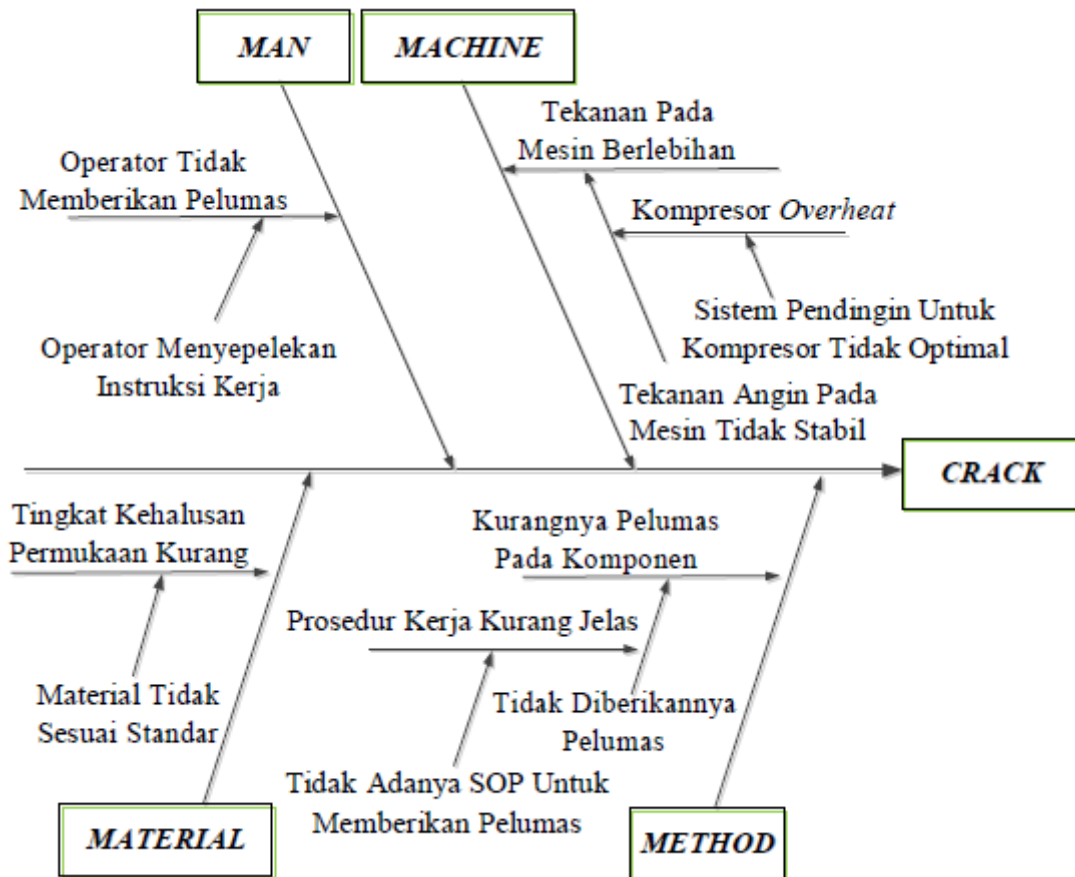 MAN
MACHINE
Tekanan Pada
Mesin Berlebihan
Operator Tidak
Memberikan Pelumas
Kompresor Overheat
Sistem Pendingin Untuk
Kompresor Tidak Optimal
Operator Menyepelekan
Instruksi Kerja
Tekanan Angin Pada
Mesin Tidak Stabil
CRACK
Tingkat Kehalusan
Permukaan Kurang
Kurangnya Pelumas
Pada Komponen
Prosedur Kerja Kurang Jelas
Material Tidak
Sesuai Standar
Tidak Diberikannya
Pelumas
Tidak Adanya SOP Untuk
Memberikan Pelumas
MATERIAL
METHOD